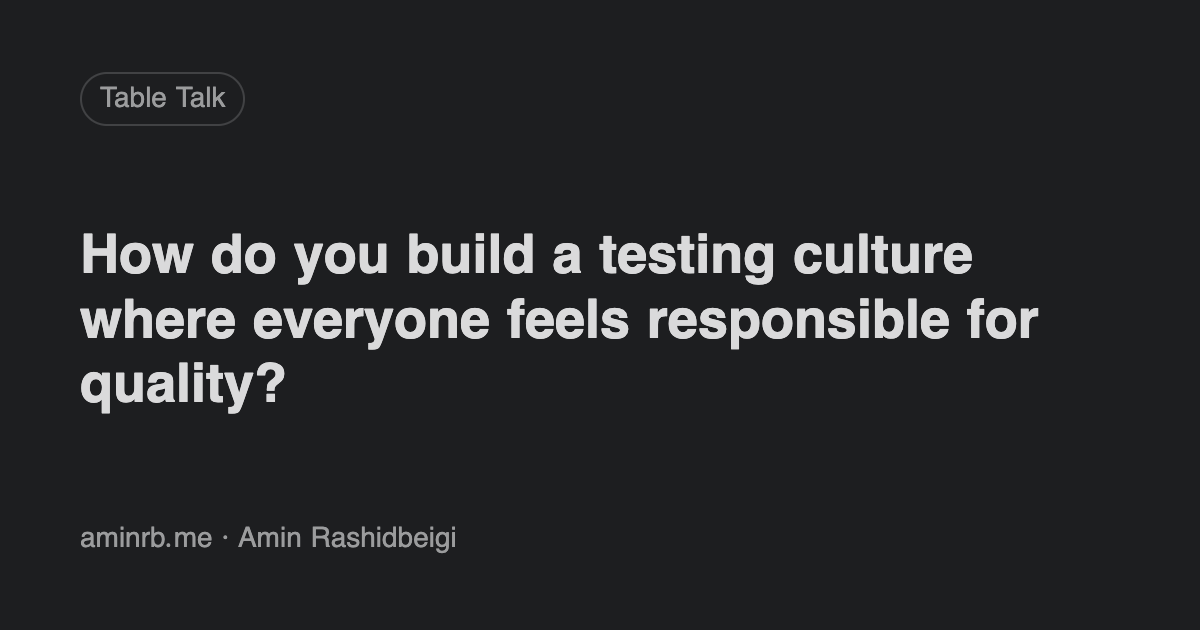 Table Talk
How do you build a testing culture
where everyone feels responsible for
quality?
aminrb.me · Amin Rashidbeigi